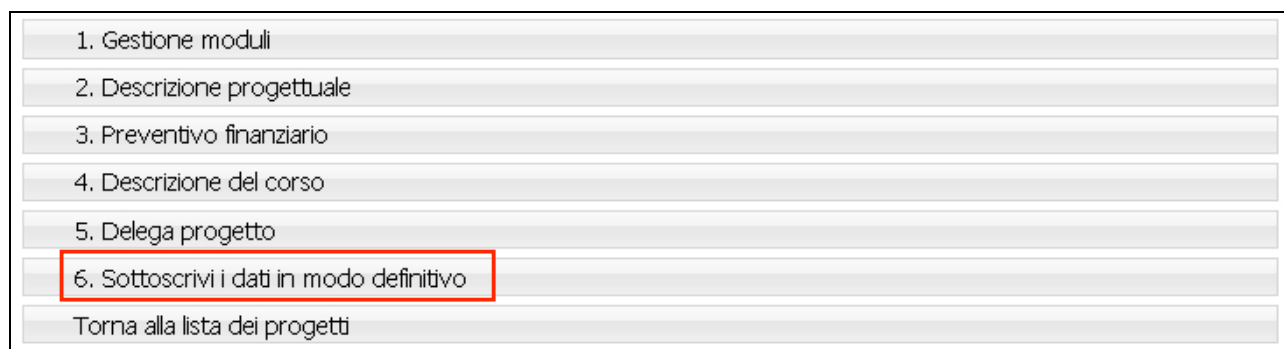 1. Gestione moduli
2. Descrizione progettuale
3. Preventivo finanziario
4. Descrizione del corso
5. Delega progetto
6. Sottoscrivi i dati in modo definitivo
Torna alla lista dei progetti